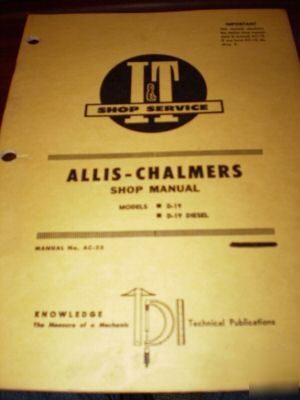 IMPORTANT
I&T
SHOP SERVICE
ALLIS-CHALMERS
SHOP MANUAL
MODELS ■ D-19
■ D-19 DIESEL
MANUAL No. AC-
KNOWLEDGE
The Measure of a Mechanic
Technical Publications